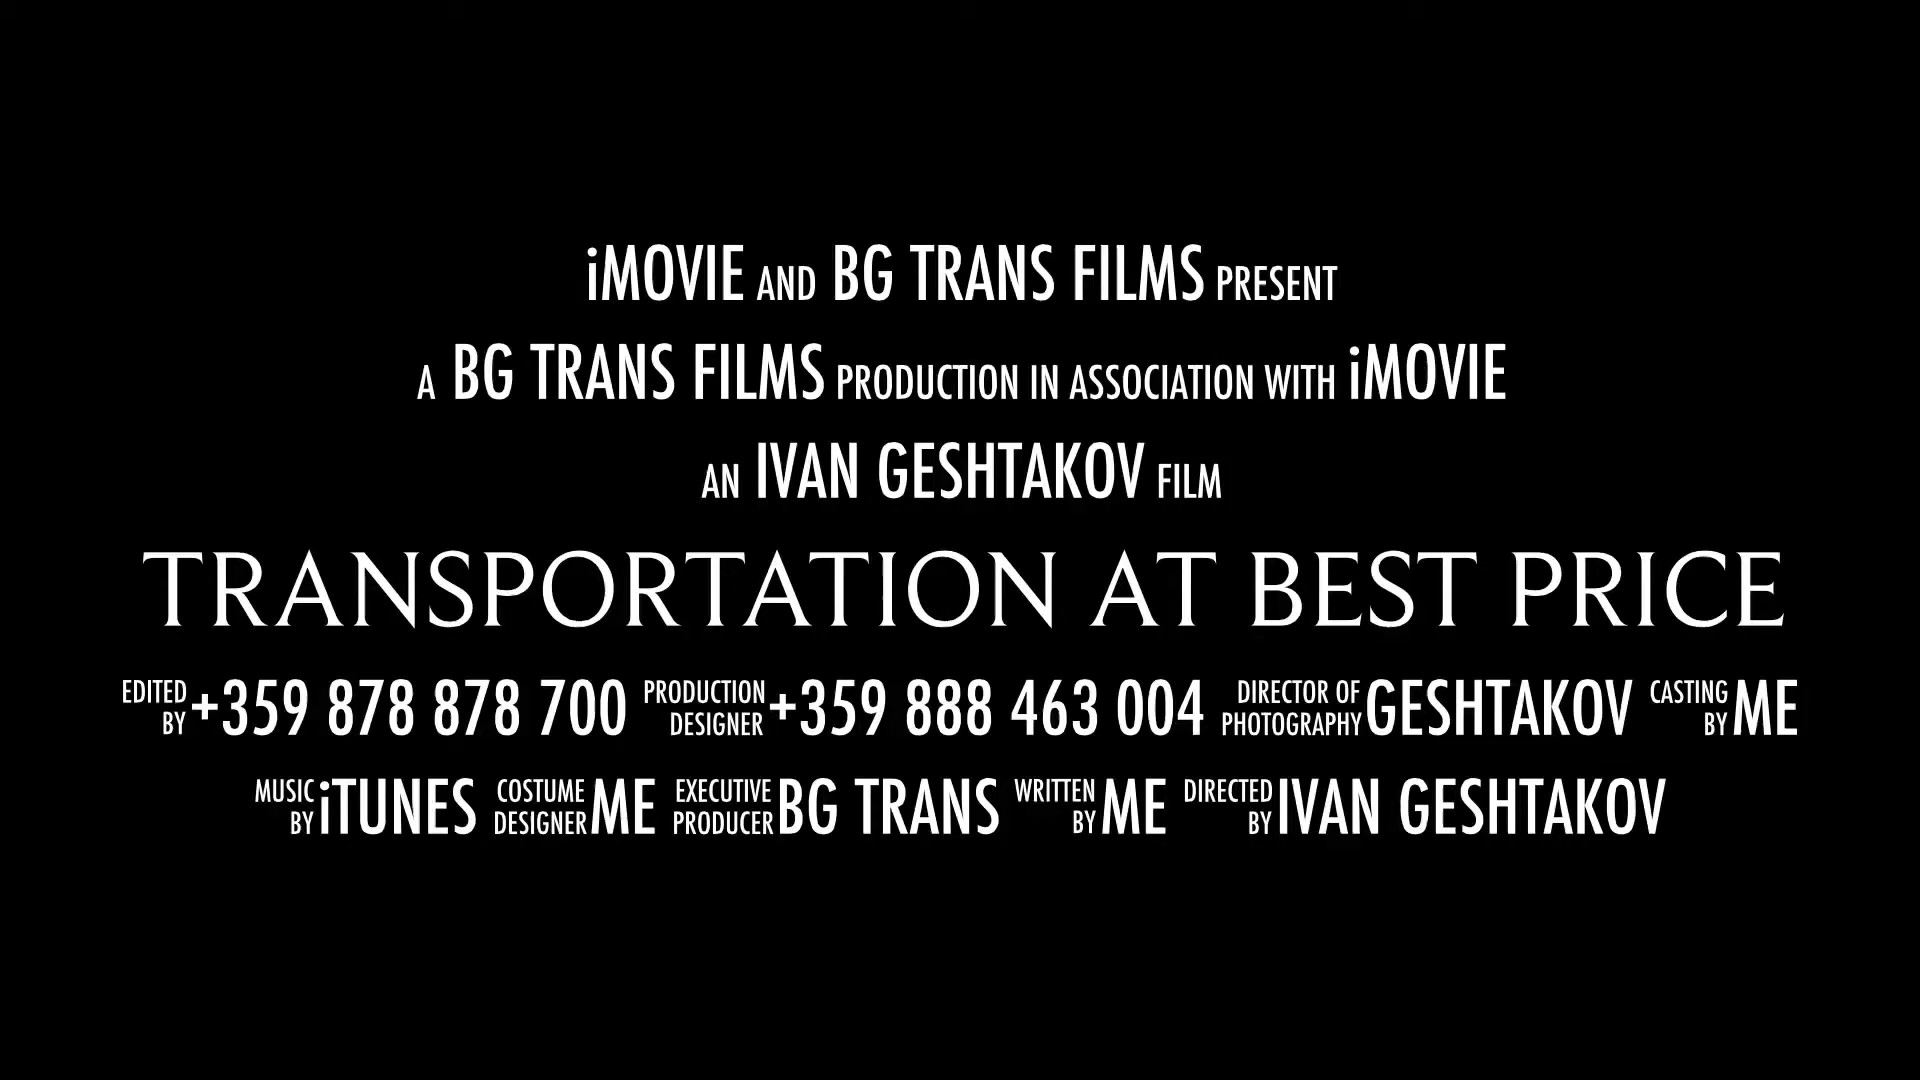 iMOVIE AND BG TRANS FILMS PRESENT
A BG TRANS FILMS PRODUCTION IN ASSOCIATION WITH iMOVIE
AN IVAN GESHTAKOV FILM
TRANSPORTATION AT BEST PRICE
EDITED BY +359 878 878 700 PRODUCTION DESIGNER +359 888 463 004 DIRECTOR OF PHOTOGRAPHY GESHTAKOV CASTING BY ME
MUSIC BY iTUNES COSTUME DESIGNER ME EXECUTIVE PRODUCER BG TRANS WRITTEN BY ME DIRECTED BY IVAN GESHTAKOV